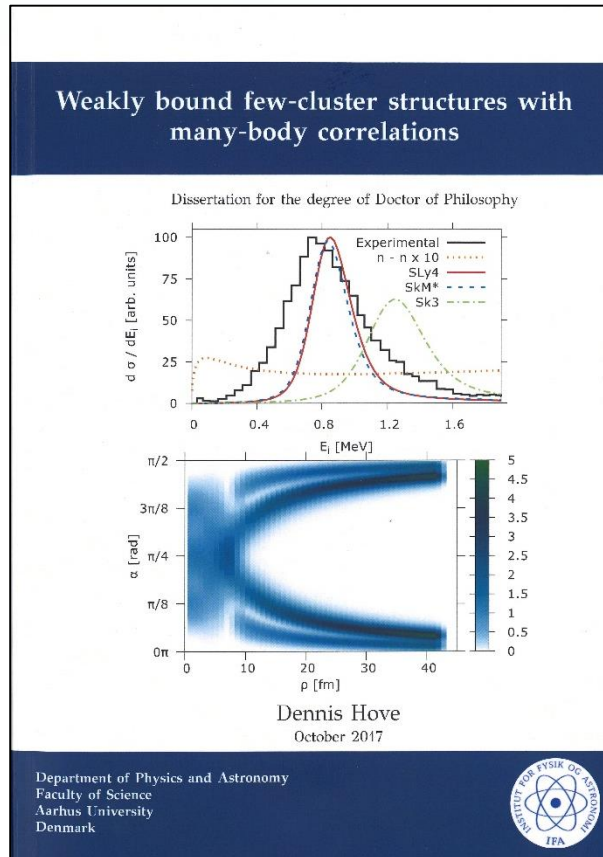 Weakly bound few-cluster structures with
many-body correlations
Dissertation for the degree of Doctor of Philosophy
100
75
50
25
0
d σ / dEᵢ [arb. units]
Experimental
n - n x 10
SLy4
SkM*
Sk3
0 0.4 0.8 1.2 1.6
Eᵢ [MeV]
π/2
3π/8
π/4
π/8
0π
α [rad]
0 10 20 30 40
ρ [fm]
5
4.5
4
3.5
3
2.5
2
1.5
1
0.5
0
Dennis Hove
October 2017
Department of Physics and Astronomy
Faculty of Science
Aarhus University
Denmark
INSTITUT FOR FYSIK OG ASTRONOMI
IFA